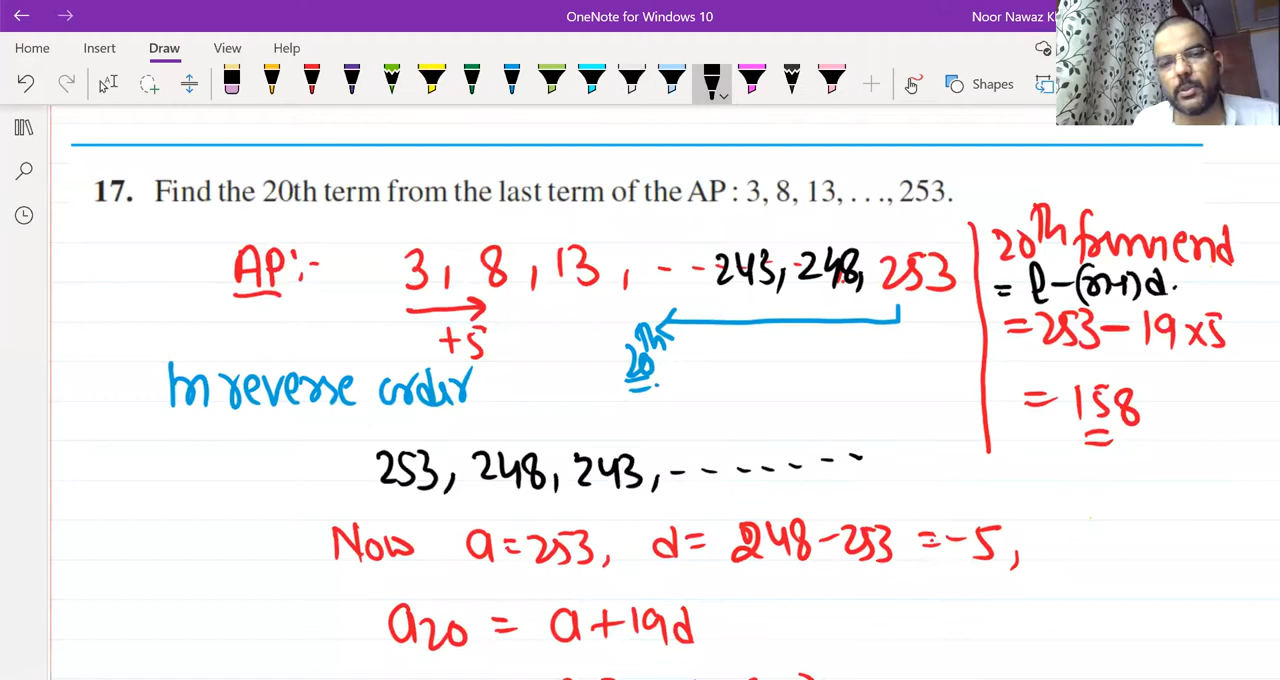 OneNote for Windows 10
Noor Nawaz K
Home Insert Draw View Help
Shapes
17. Find the 20th term from the last term of the AP : 3, 8, 13, . . ., 253.
AP:- 3, 8, 13, - - - 243, 248, 253
+5
20th
In reverse order
253, 248, 243, - - - - - - - -
Now a = 253, d = 248 - 253 = -5,
a20 = a + 19d
20th from end
= l - (n-1)d.
= 253 - 19 × 5
= 158